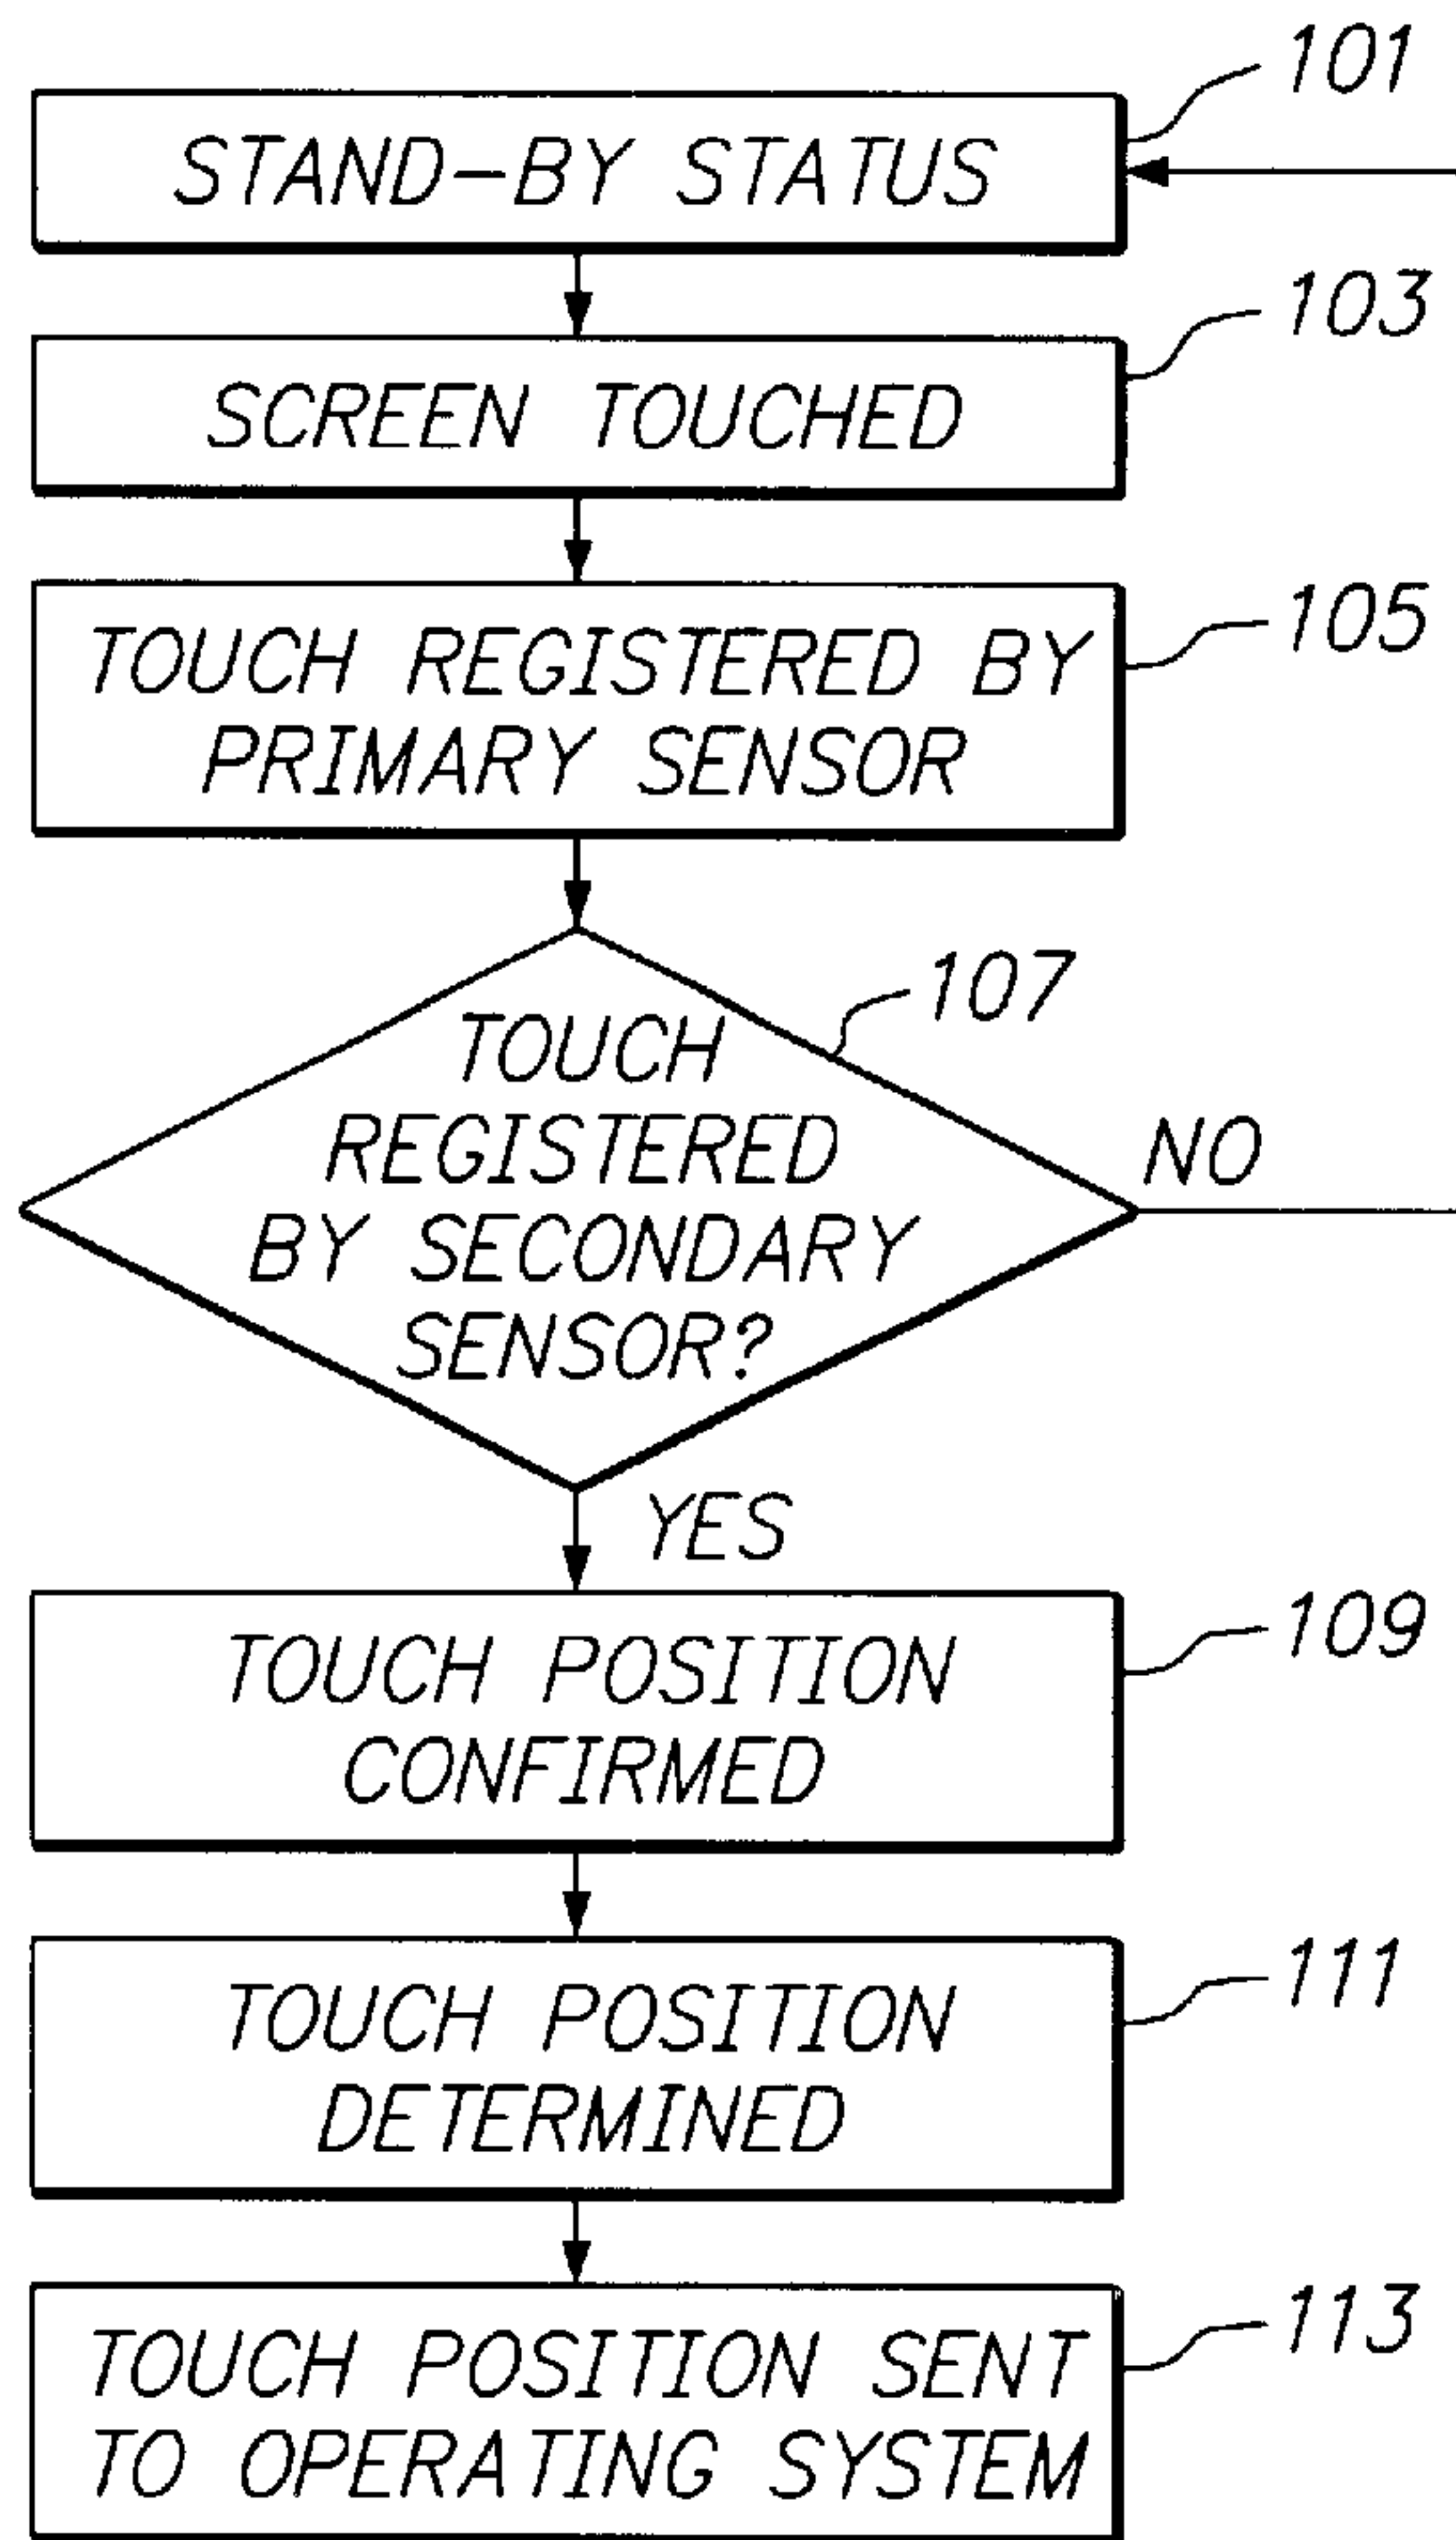 101
STAND-BY STATUS
103
SCREEN TOUCHED
105
TOUCH REGISTERED BY
PRIMARY SENSOR
107
TOUCH
REGISTERED
BY SECONDARY
SENSOR?
NO
YES
109
TOUCH POSITION
CONFIRMED
111
TOUCH POSITION
DETERMINED
113
TOUCH POSITION SENT
TO OPERATING SYSTEM